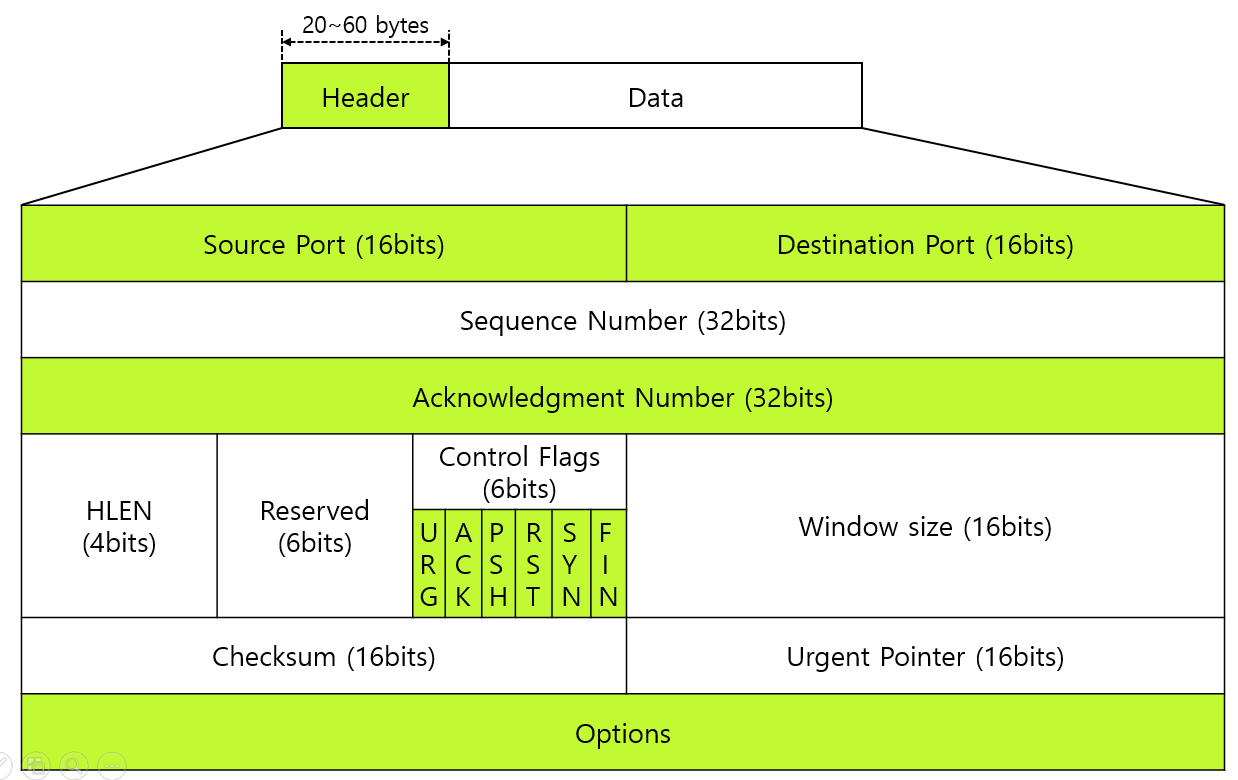 20~60 bytes
Header
Data
Source Port (16bits)
Destination Port (16bits)
Sequence Number (32bits)
Acknowledgment Number (32bits)
HLEN
(4bits)
Reserved
(6bits)
Control Flags
(6bits)
URG
ACK
PSH
RST
SYN
FIN
Window size (16bits)
Checksum (16bits)
Urgent Pointer (16bits)
Options